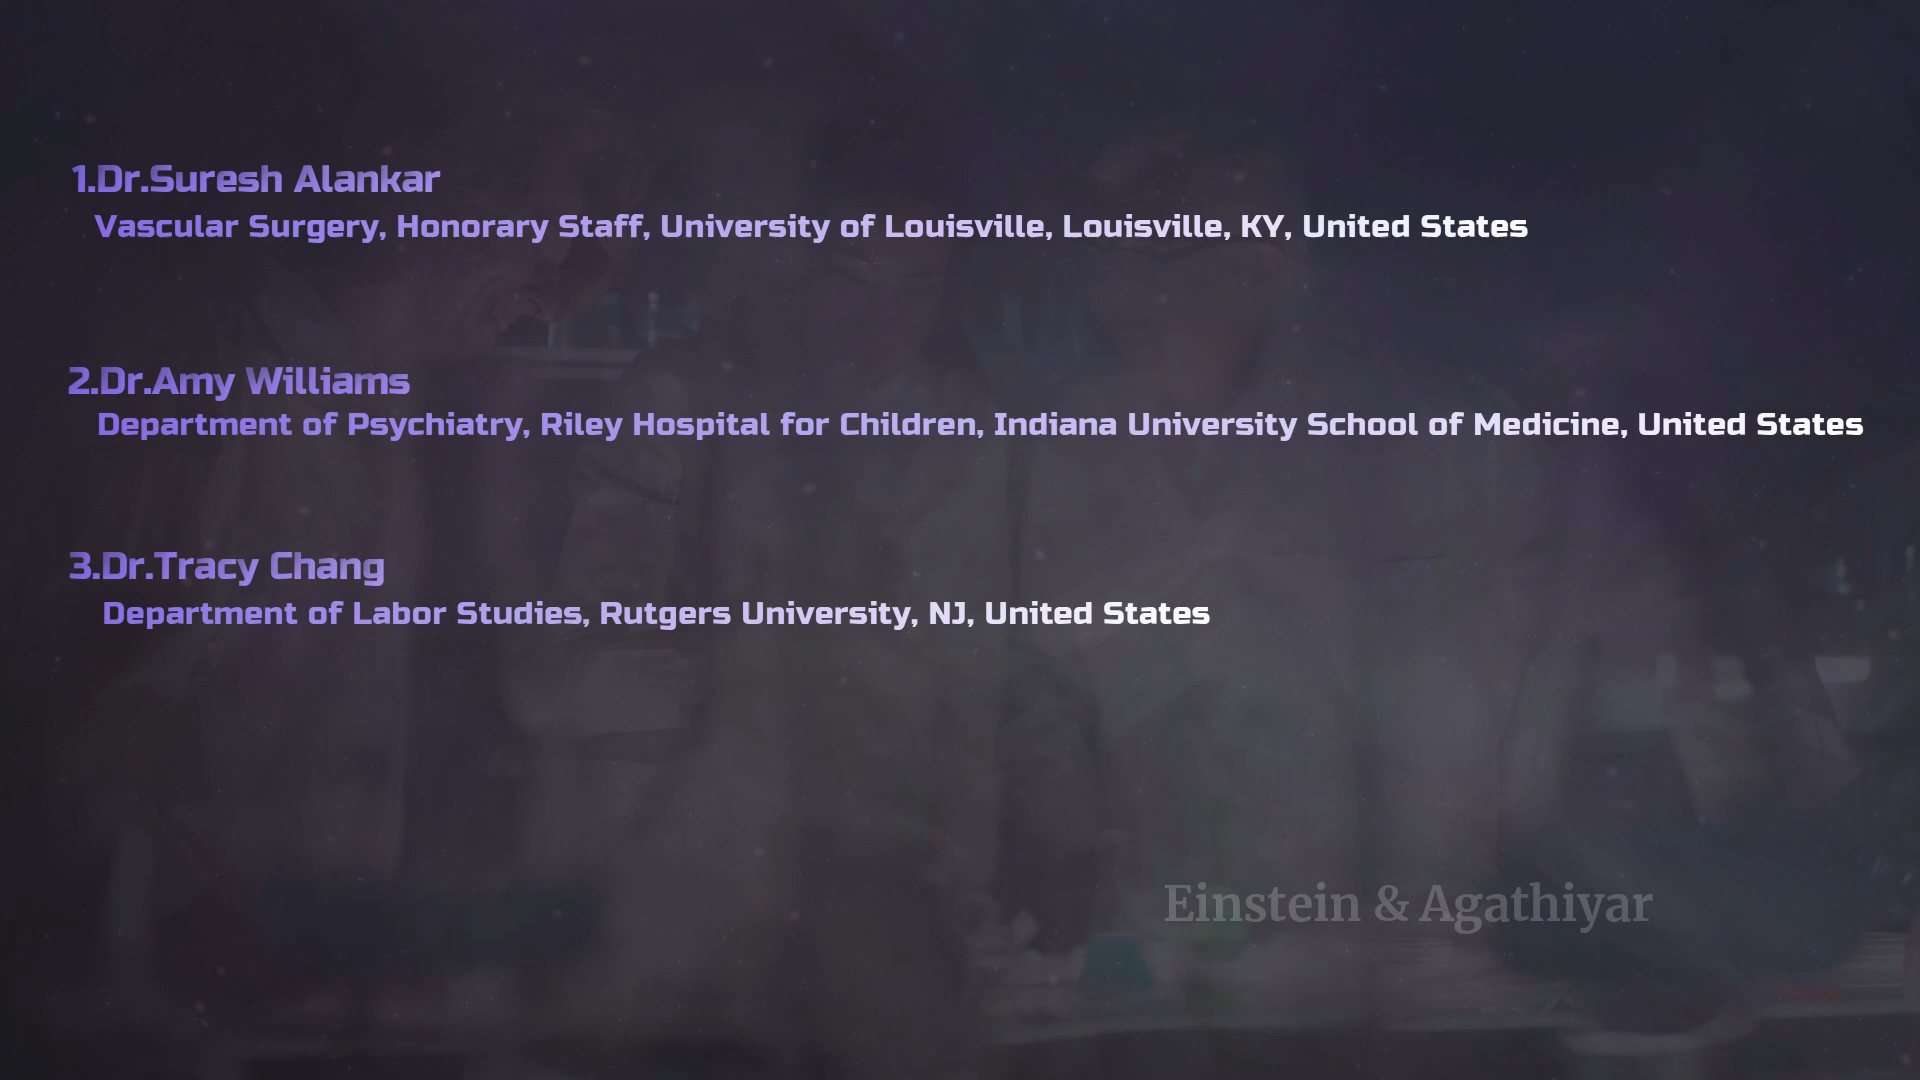 1.Dr.Suresh Alankar
Vascular Surgery, Honorary Staff, University of Louisville, Louisville, KY, United States
2.Dr.Amy Williams
Department of Psychiatry, Riley Hospital for Children, Indiana University School of Medicine, United States
3.Dr.Tracy Chang
Department of Labor Studies, Rutgers University, NJ, United States
Einstein & Agathiyar